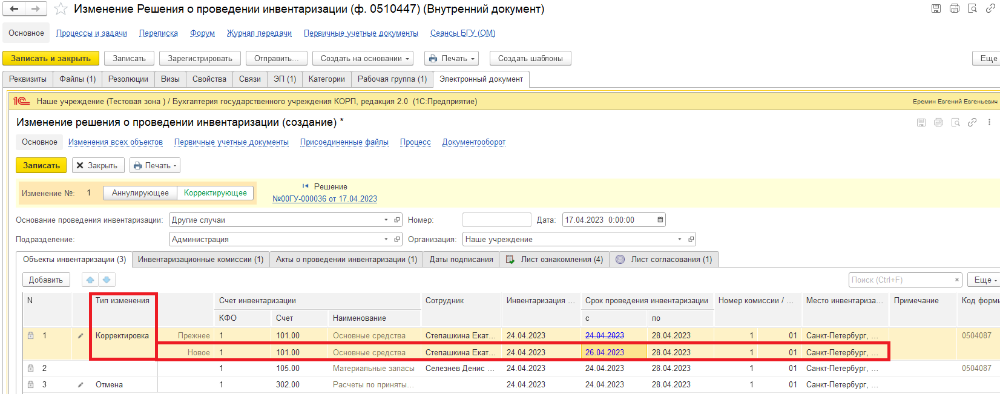 Изменение Решения о проведении инвентаризации (ф. 0510447) (Внутренний документ)
Основное Процессы и задачи Переписка Форум Журнал передачи Первичные учетные документы Сеансы БГУ (ОМ)
Записать и закрыть Записать Зарегистрировать Отправить... Создать на основании Печать Создать шаблоны Еще
Реквизиты Файлы (1) Резолюции Визы Свойства Связи ЭП (1) Категории Рабочая группа (1) Электронный документ
1С Наше учреждение (Тестовая зона ) / Бухгалтерия государственного учреждения КОРП, редакция 2.0 (1С:Предприятие) Еремин Евгений Евгеньевич
Изменение решения о проведении инвентаризации (создание) *
Основное Изменения всех объектов Первичные учетные документы Присоединенные файлы Процесс Документооборот
Записать Закрыть Печать
Решение
Изменение №: 1 Аннулирующее Корректирующее
№00ГУ-000036 от 17.04.2023
Основание проведения инвентаризации: Другие случаи Номер: Дата: 17.04.2023 0:00:00
Подразделение: Администрация Организация: Наше учреждение
Объекты инвентаризации (3) Инвентаризационные комиссии (1) Акты о проведении инвентаризации (1) Даты подписания Лист ознакомления (4) Лист согласования (1)
Добавить Поиск (Ctrl+F) × Еще
N Тип изменения Счет инвентаризации Сотрудник Инвентаризация ... Срок проведения инвентаризации Номер комиссии / ... Место инвентариза... Примечание Код формы
КФО Счет Наименование с по
1 Корректировка Прежнее 1 101.00 Основные средства Степашкина Екат... 24.04.2023 24.04.2023 28.04.2023 1 01 Санкт-Петербург, ... 0504087
Новое 1 101.00 Основные средства Степашкина Екат... 24.04.2023 26.04.2023 28.04.2023 1 01 Санкт-Петербург, ...
2 1 105.00 Материальные запасы Селезнев Денис ... 24.04.2023 24.04.2023 28.04.2023 1 01 Санкт-Петербург, ... 0504087
3 Отмена 1 302.00 Расчеты по приняты... 24.04.2023 24.04.2023 28.04.2023 1 01 Санкт-Петербург, ...